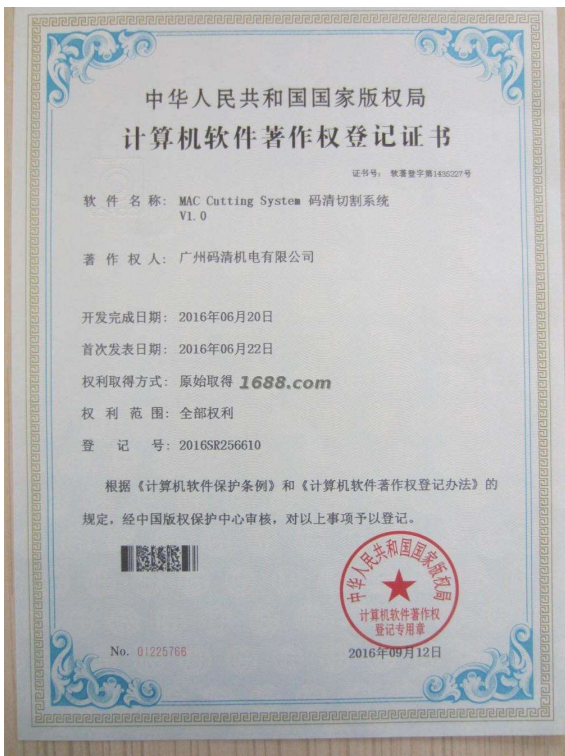 中华人民共和国国家版权局
计算机软件著作权登记证书
证书号： 软著登字第1435227号
软件名称： MAC Cutting System 码清切割系统
V1.0
著作权人： 广州码清机电有限公司
开发完成日期： 2016年06月20日
首次发表日期： 2016年06月22日
权利取得方式： 原始取得 1688.com
权利范围： 全部权利
登记号： 2016SR256610
根据《计算机软件保护条例》和《计算机软件著作权登记办法》的
规定，经中国版权保护中心审核，对以上事项予以登记。
中华人民共和国国家版权局
计算机软件著作权
登记专用章
No. 01225766
2016年09月12日